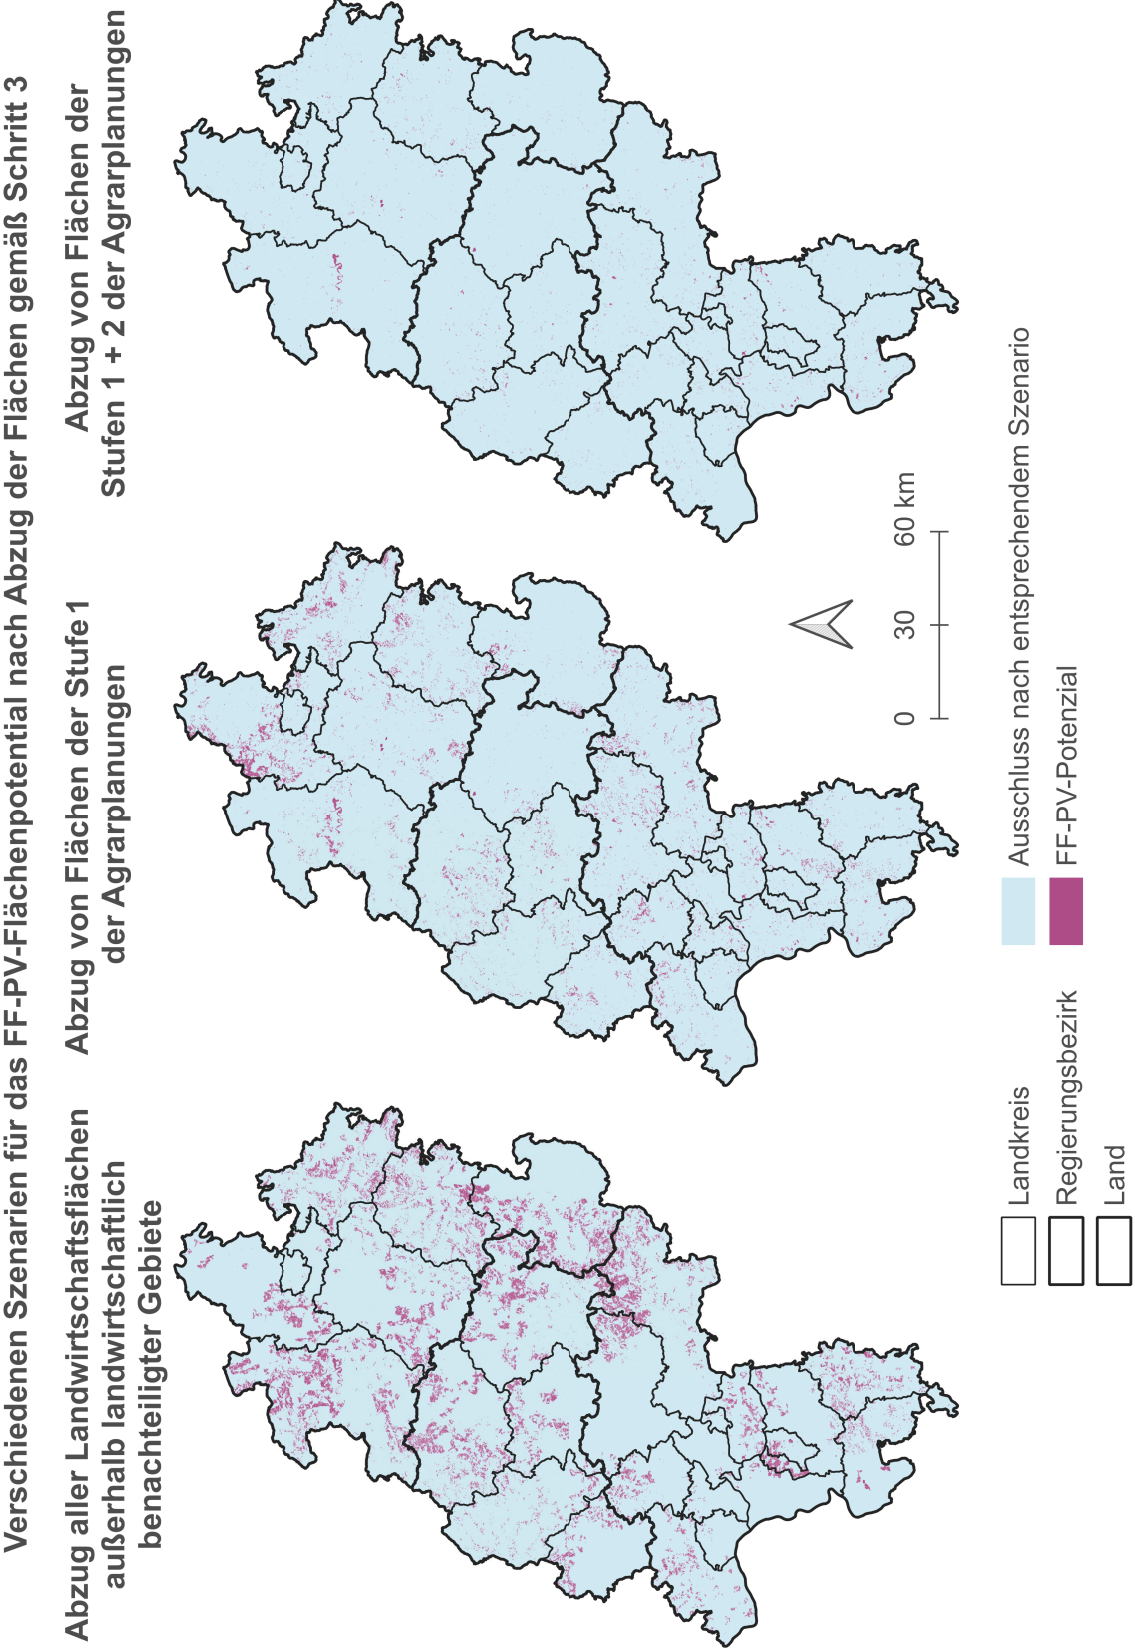 Verschiedenen Szenarien für das FF-PV-Flächenpotential nach Abzug der Flächen gemäß Schritt 3
Abzug aller Landwirtschaftsflächen
außerhalb landwirtschaftlich
benachteiligter Gebiete
Abzug von Flächen der Stufe1
der Agrarplanungen
Abzug von Flächen der
Stufen 1 + 2 der Agrarplanungen
0 30 60 km
Landkreis
Regierungsbezirk
Land
Ausschluss nach entsprechendem Szenario
FF-PV-Potenzial